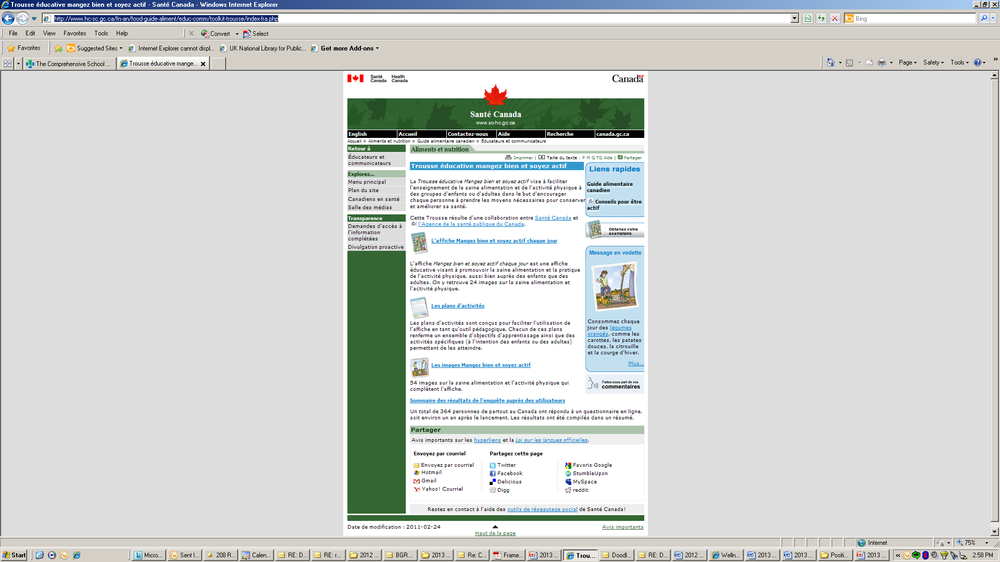 Trousse éducative mangez bien et soyez actif - Santé Canada - Windows Internet Explorer
http://www.hc-sc.gc.ca/fn-an/food-guide-aliment/educ-comm/toolkit-trousse/index-fra.php
Bing
File Edit View Favorites Tools Help
Convert Select
Favorites Suggested Sites Internet Explorer cannot displ... UK National Library for Public... Get more Add-ons
The Comprehensive School ... Trousse éducative mange...
Page Safety Tools
Santé Canada
Health Canada
Canada
Santé Canada
www.sc-hc.gc.ca
English Accueil Contactez-nous Aide Recherche canada.gc.ca
Accueil > Aliments et nutrition > Guide alimentaire canadien > Éducateurs et communicateurs
Retour à
Éducateurs et
communicateurs
Explorez...
Menu principal
Plan du site
Canadiens en santé
Salle des médias
Transparence
Demandes d'accès à
l'information
complétées
Divulgation proactive
Aliments et nutrition
Imprimer | A Taille du texte : P M G TG Aide | Partager
Trousse éducative mangez bien et soyez actif
La Trousse éducative Mangez bien et soyez actif vise à faciliter
l'enseignement de la saine alimentation et de l'activité physique à
des groupes d'enfants ou d'adultes dans le but d'encourager
chaque personne à prendre les moyens nécessaires pour conserver
et améliorer sa santé.
Cette Trousse résulte d'une collaboration entre Santé Canada et
l'Agence de la santé publique du Canada.
L'affiche Mangez bien et soyez actif chaque jour
L'affiche Mangez bien et soyez actif chaque jour est une affiche
éducative visant à promouvoir la saine alimentation et la pratique
de l'activité physique, aussi bien auprès des enfants que des
adultes. On y retrouve 24 images sur la saine alimentation et
l'activité physique.
Les plans d'activités
Les plans d'activités sont conçus pour faciliter l'utilisation de
l'affiche en tant qu'outil pédagogique. Chacun de ces plans
renferme un ensemble d'objectifs d'apprentissage ainsi que des
activités spécifiques (à l'intention des enfants ou des adultes)
permettant de les atteindre.
Les images Mangez bien et soyez actif
54 images sur la saine alimentation et l'activité physique qui
complètent l'affiche.
Sommaire des résultats de l'enquête auprès des utilisateurs
Un total de 364 personnes de partout au Canada ont répondu à un questionnaire en ligne,
soit environ un an après le lancement. Les résultats ont été compilés dans un résumé.
Liens rapides
Guide alimentaire
canadien
Conseils pour être
actif
Obtenez votre
exemplaire
Message en vedette
Consommez chaque
jour des légumes
orangés, comme les
carottes, les patates
douces, la citrouille
et la courge d'hiver.
Plus...
Faites-nous part de vos
commentaires
Partager
Avis importants sur les hyperliens et la Loi sur les langues officielles.
Envoyez par courriel
Envoyez par courriel
Hotmail
Gmail
Yahoo! Courriel
Partagez cette page
Twitter
Facebook
Delicious
Digg
Favoris Google
StumbleUpon
MySpace
reddit
Restez en contact à l'aide des outils de réseautage social de Santé Canada!
Date de modification : 2011-02-24
Haut de la page
Avis importants
Internet 75%
Start Micro... Sent I... 208 R... Calen... RE: D... RE: r... 2012 ... BGR... 2013 ... Re: C... Frame... 2013 ... Trou... Doodl... RE: D... 2012 ... Welln... 2013 ... 2013 ... Positi... 2013 ... 2:58 PM